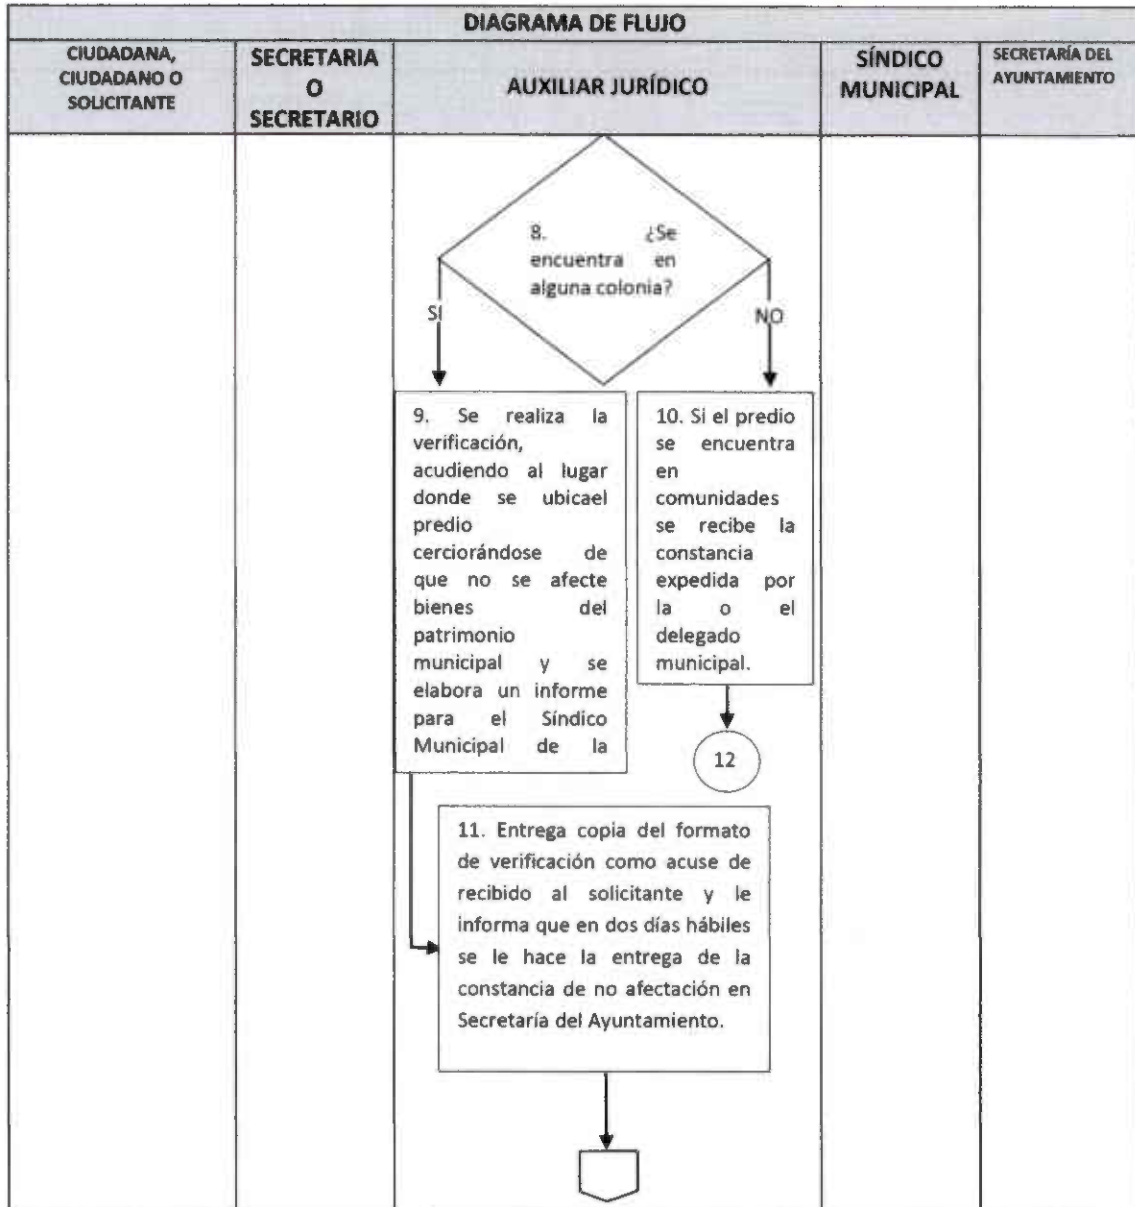 DIAGRAMA DE FLUJO
CIUDADANA,
CIUDADANO O
SOLICITANTE
SECRETARIA
O
SECRETARIO
AUXILIAR JURÍDICO
SÍNDICO
MUNICIPAL
SECRETARÍA DEL
AYUNTAMIENTO
8. ¿Se
encuentra en
alguna colonia?
SI
NO
9. Se realiza la
verificación,
acudiendo al lugar
donde se ubicael
predio
cerciorándose de
que no se afecte
bienes del
patrimonio
municipal y se
elabora un informe
para el Síndico
Municipal de la
10. Si el predio
se encuentra
en
comunidades
se recibe la
constancia
expedida por
la o el
delegado
municipal.
12
11. Entrega copia del formato
de verificación como acuse de
recibido al solicitante y le
informa que en dos días hábiles
se le hace la entrega de la
constancia de no afectación en
Secretaría del Ayuntamiento.